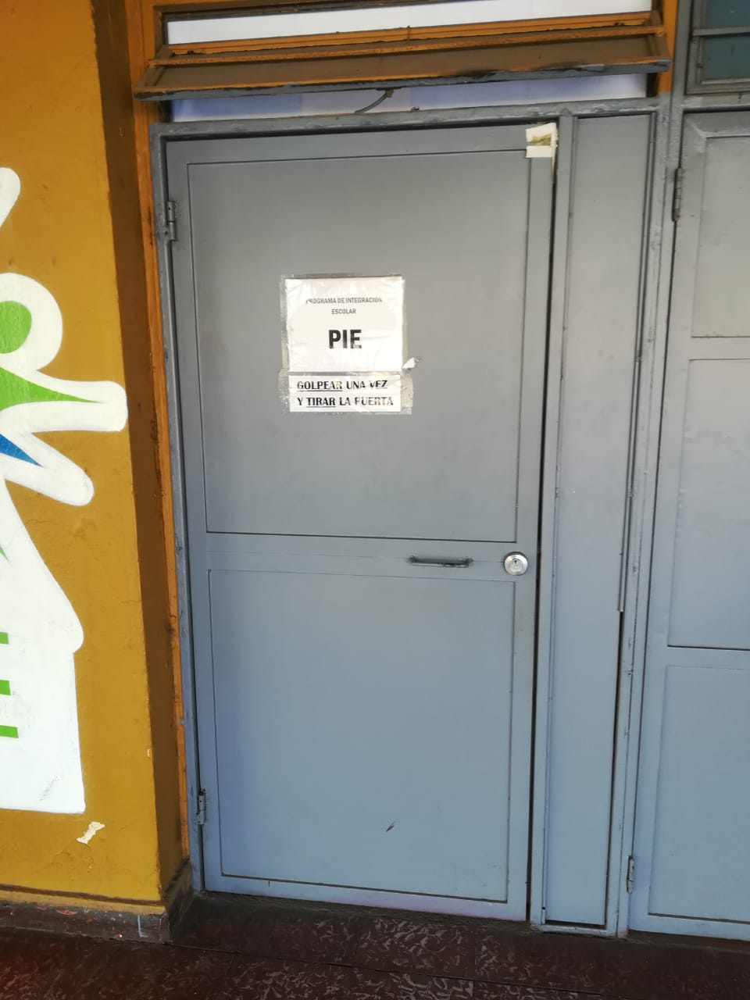 PROGRAMA DE INTEGRACIÓN
ESCOLAR
PIE
GOLPEAR UNA VEZ
Y TIRAR LA PUERTA